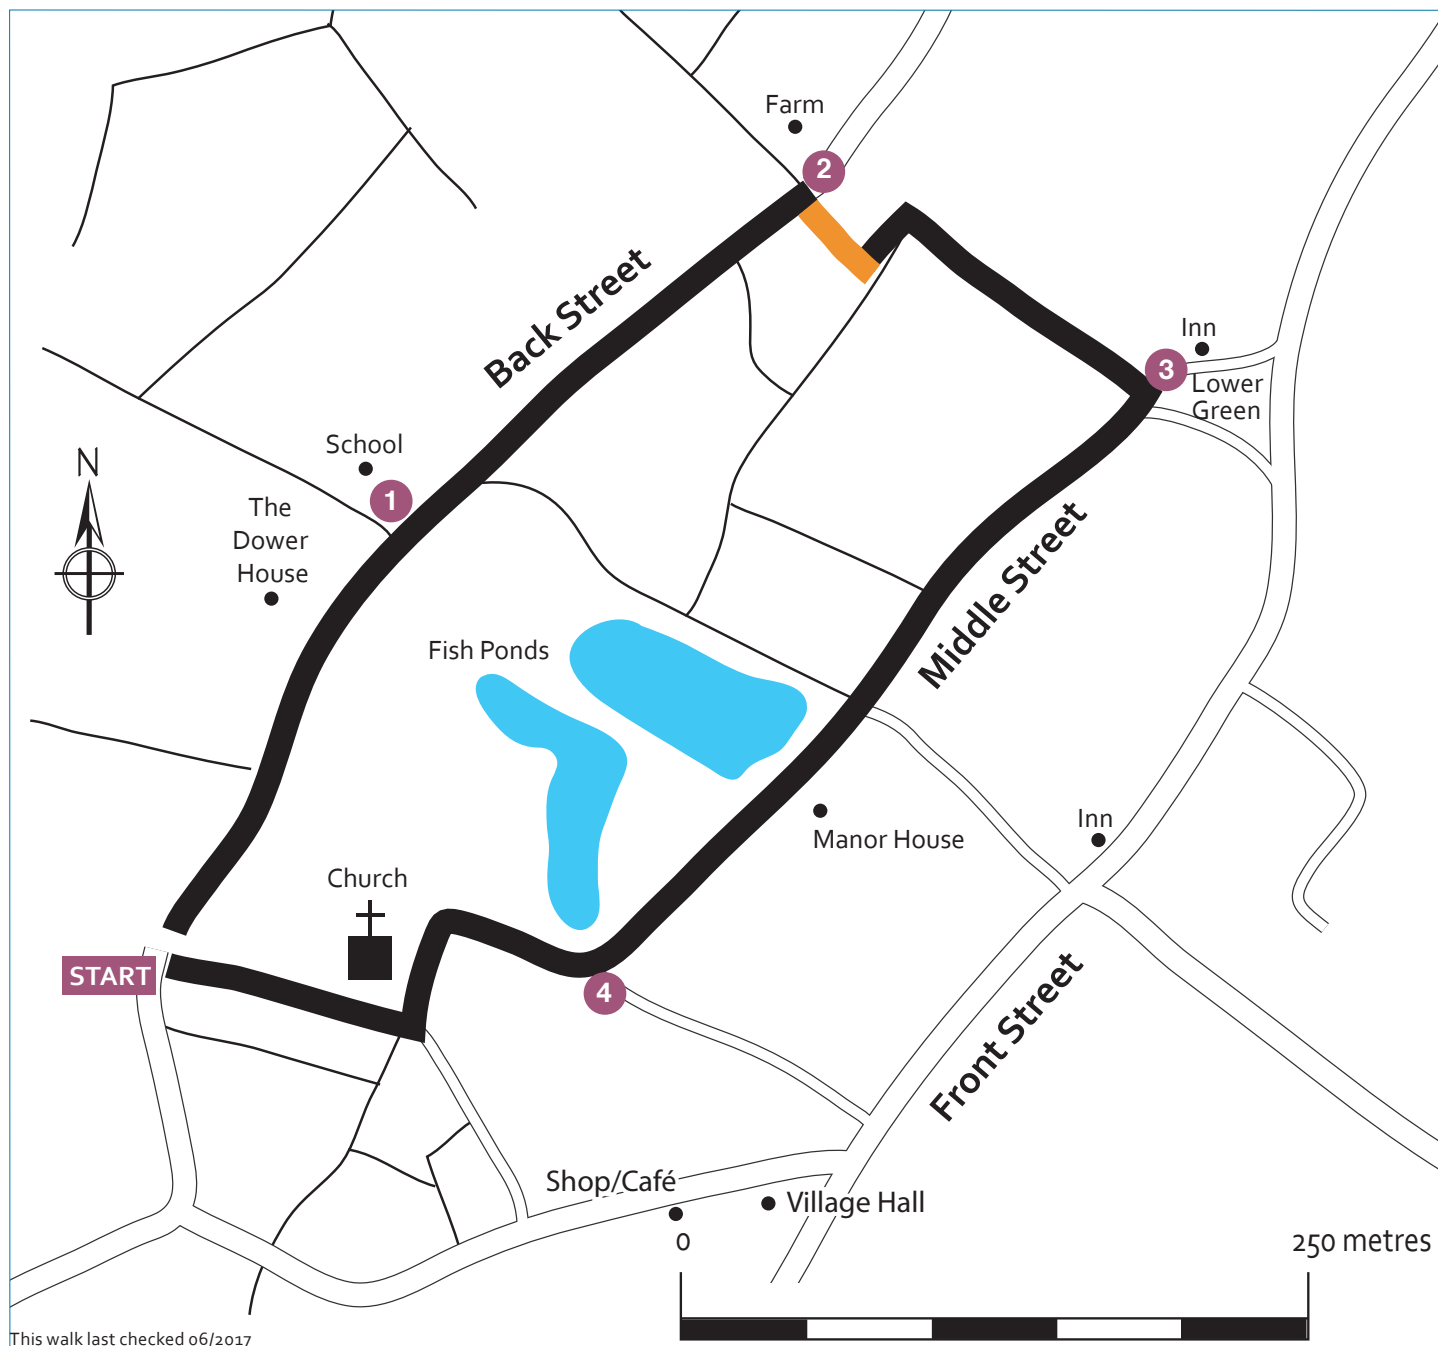 Farm
2
Back Street
Inn
3
Lower
Green
School
N
1
The
Dower
House
Middle Street
Fish Ponds
Inn
Manor House
Church
START
4
Front Street
Shop/Café
Village Hall
0
250 metres
This walk last checked 06/2017